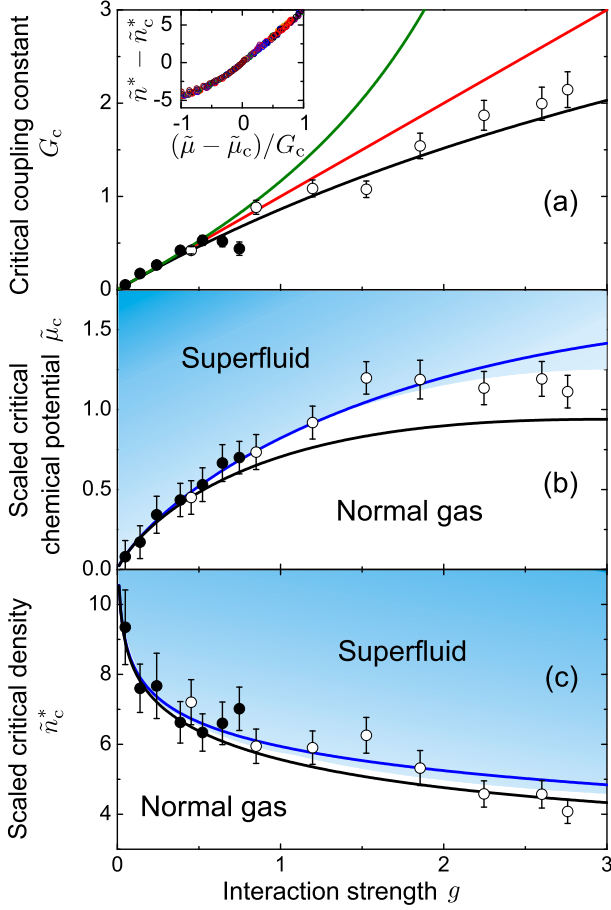 3
2
1
0
Critical coupling constant
G_c
5
0
-5
ñ* − ñ*_c
-1
0
1
(μ̃ − μ̃_c)/G_c
(a)
1.5
1.0
0.5
0.0
Scaled critical
chemical potential μ̃_c
Superfluid
Normal gas
(b)
10
8
6
4
Scaled critical density
ñ*_c
Superfluid
(c)
Normal gas
0
1
2
3
Interaction strength g